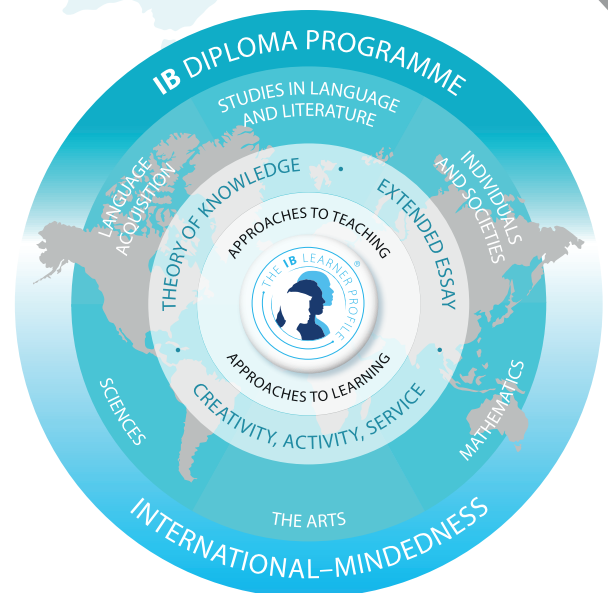 IB DIPLOMA PROGRAMME
STUDIES IN LANGUAGE
AND LITERATURE
LANGUAGE
ACQUISITION
INDIVIDUALS
AND SOCIETIES
THEORY OF KNOWLEDGE
EXTENDED ESSAY
APPROACHES TO TEACHING
THE IB LEARNER PROFILE
®
APPROACHES TO LEARNING
CREATIVITY, ACTIVITY, SERVICE
SCIENCES
MATHEMATICS
THE ARTS
INTERNATIONAL–MINDEDNESS